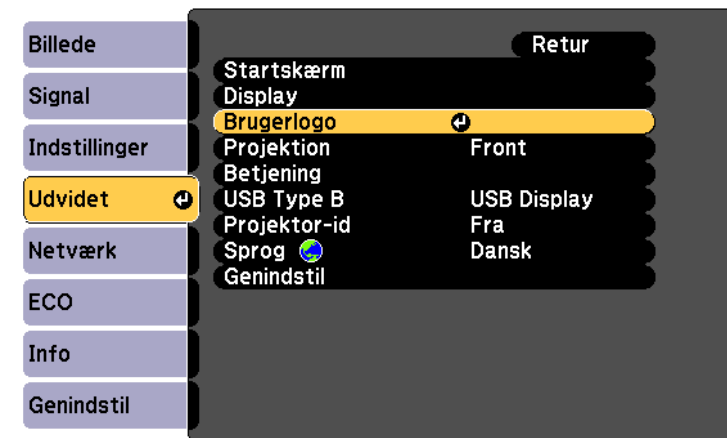 Billede
Signal
Indstillinger
Udvidet
Netværk
ECO
Info
Genindstil
Retur
Startskærm
Display
Brugerlogo
Projektion Front
Betjening
USB Type B USB Display
Projektor-id Fra
Sprog Dansk
Genindstil